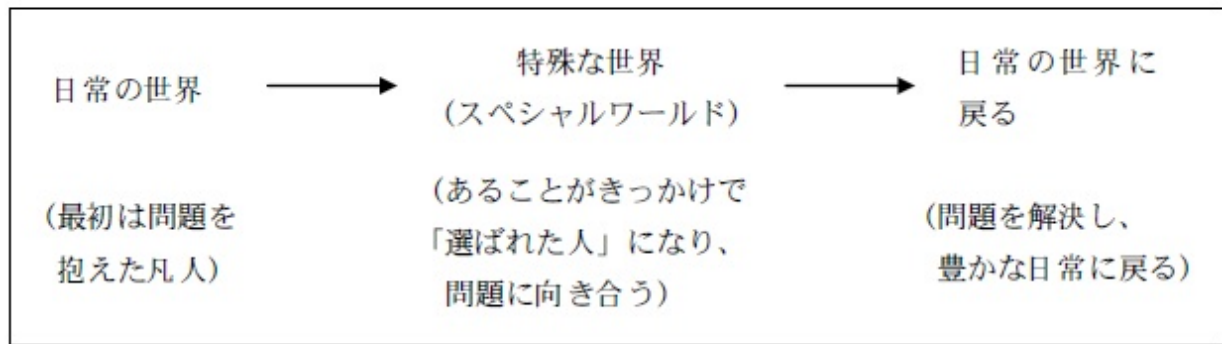 日常の世界
特殊な世界
(スペシャルワールド)
日常の世界に
戻る
(最初は問題を
抱えた凡人)
(あることがきっかけで
「選ばれた人」になり、
問題に向き合う)
(問題を解決し、
豊かな日常に戻る)